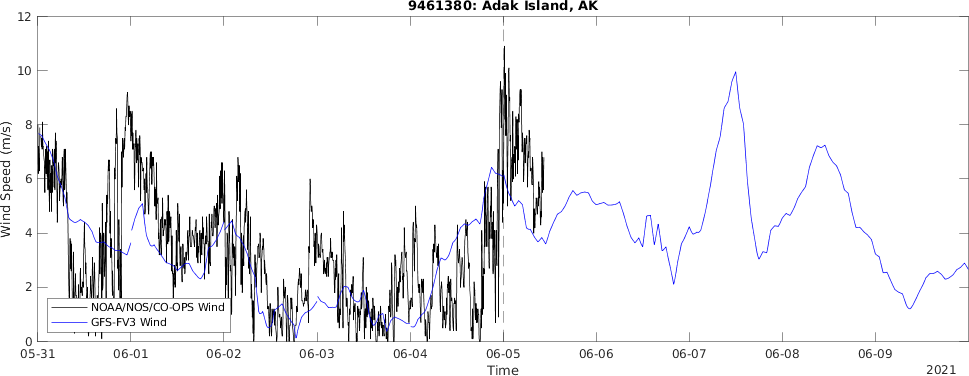 9461380: Adak Island, AK
12
10
8
6
4
2
0
Wind Speed (m/s)
NOAA/NOS/CO-OPS Wind
GFS-FV3 Wind
05-31 06-01 06-02 06-03 06-04 06-05 06-06 06-07 06-08 06-09
Time
2021